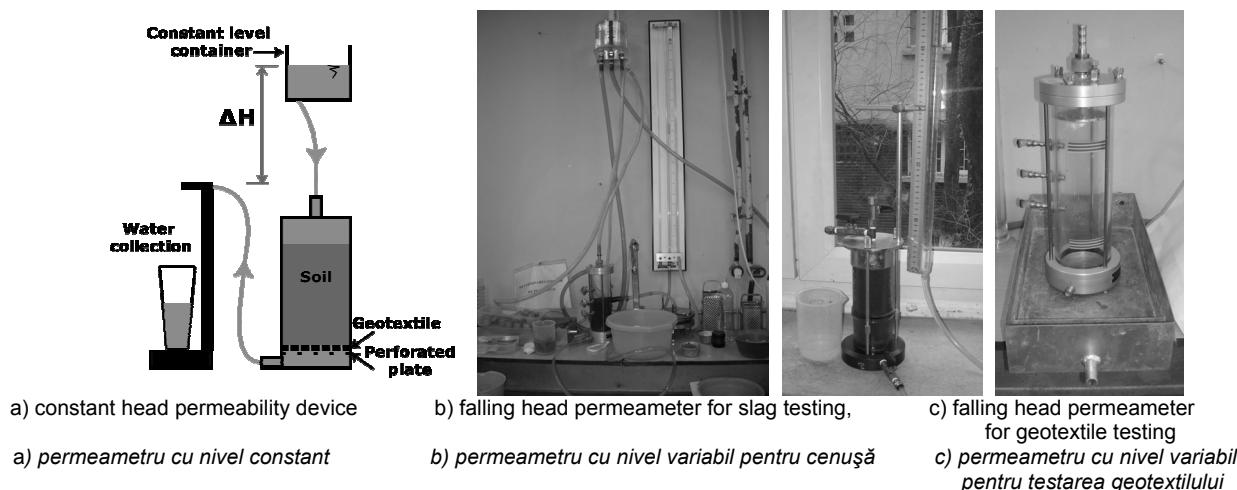 Constant level
container
ΔH
Water
collection
Soil
Geotextile
Perforated
plate
a) constant head permeability device
b) falling head permeameter for slag testing,
c) falling head permeameter
for geotextile testing
a) permeametru cu nivel constant
b) permeametru cu nivel variabil pentru cenuşă
c) permeametru cu nivel variabil
pentru testarea geotextilului